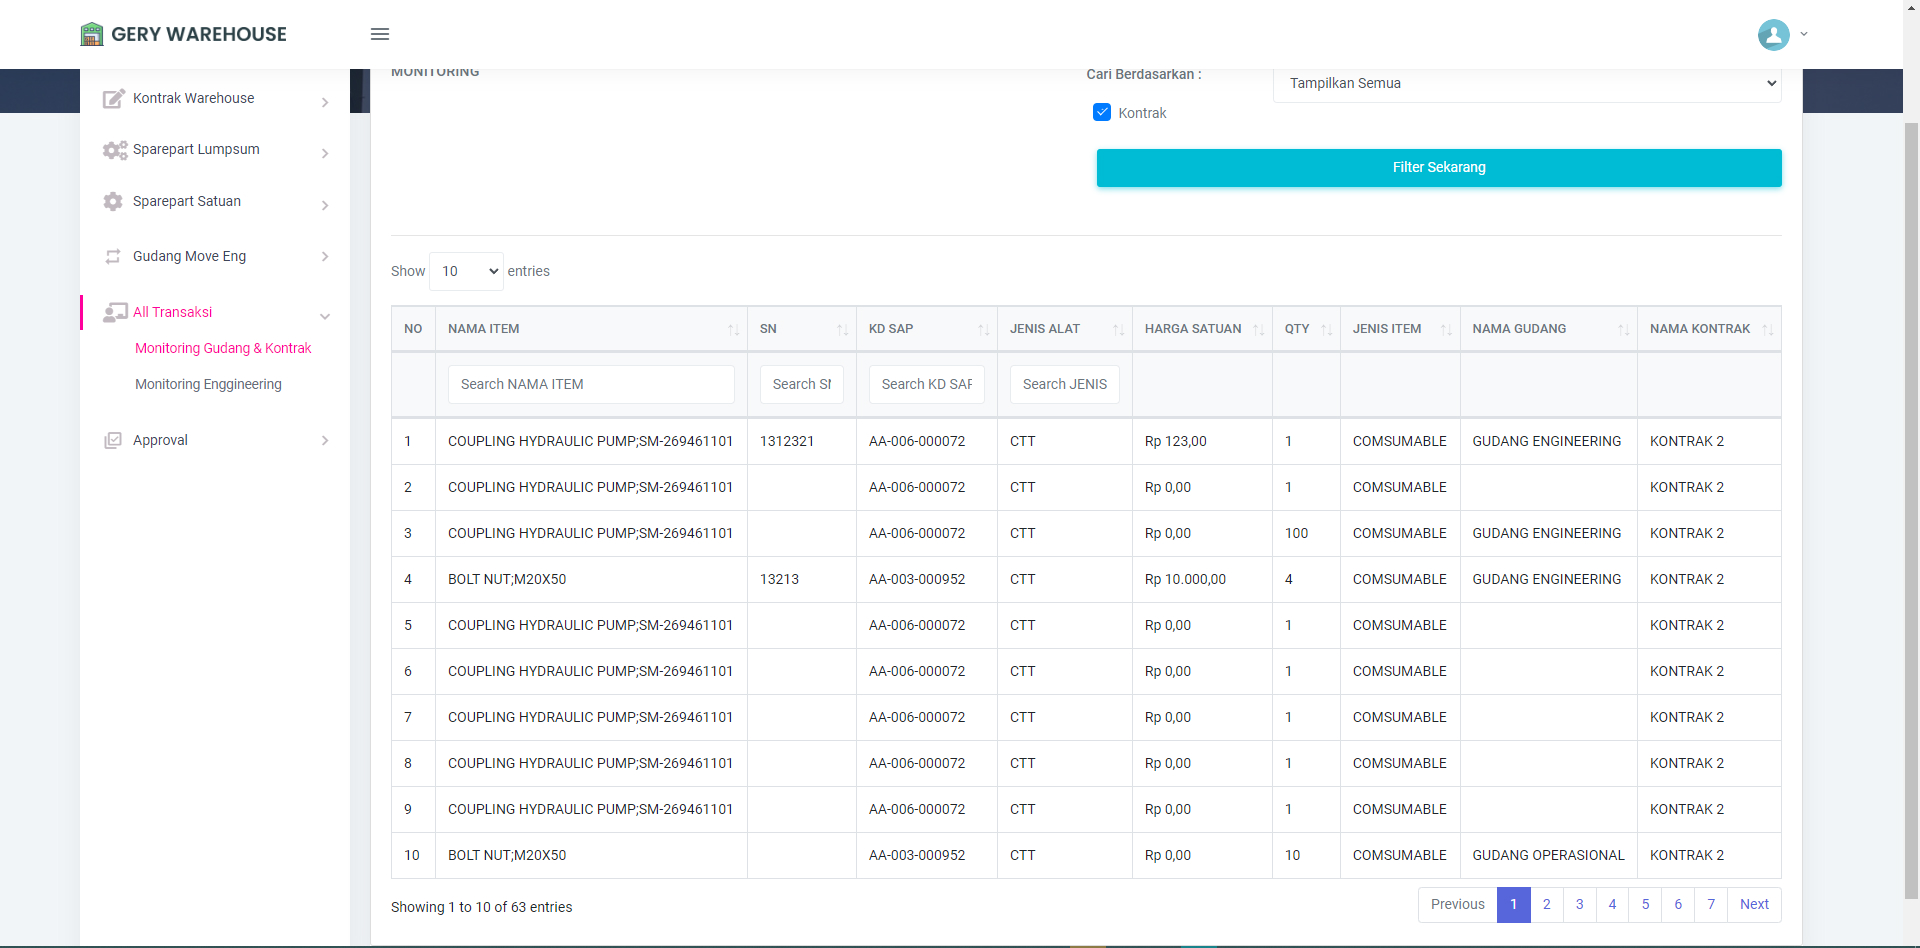 GERY WAREHOUSE
Kontrak Warehouse
Sparepart Lumpsum
Sparepart Satuan
Gudang Move Eng
All Transaksi
Monitoring Gudang & Kontrak
Monitoring Enggineering
Approval
MONITORING
Cari Berdasarkan :
Tampilkan Semua
Kontrak
Filter Sekarang
Show 10 entries
NO NAMA ITEM SN KD SAP JENIS ALAT HARGA SATUAN QTY JENIS ITEM NAMA GUDANG NAMA KONTRAK
Search NAMA ITEM Search KD SAP Search JENIS
1 COUPLING HYDRAULIC PUMP;SM-269461101 1312321 AA-006-000072 CTT Rp 123,00 1 COMSUMABLE GUDANG ENGINEERING KONTRAK 2
2 COUPLING HYDRAULIC PUMP;SM-269461101 AA-006-000072 CTT Rp 0,00 1 COMSUMABLE KONTRAK 2
3 COUPLING HYDRAULIC PUMP;SM-269461101 AA-006-000072 CTT Rp 0,00 100 COMSUMABLE GUDANG ENGINEERING KONTRAK 2
4 BOLT NUT;M20X50 13213 AA-003-000952 CTT Rp 10.000,00 4 COMSUMABLE GUDANG ENGINEERING KONTRAK 2
5 COUPLING HYDRAULIC PUMP;SM-269461101 AA-006-000072 CTT Rp 0,00 1 COMSUMABLE KONTRAK 2
6 COUPLING HYDRAULIC PUMP;SM-269461101 AA-006-000072 CTT Rp 0,00 1 COMSUMABLE KONTRAK 2
7 COUPLING HYDRAULIC PUMP;SM-269461101 AA-006-000072 CTT Rp 0,00 1 COMSUMABLE KONTRAK 2
8 COUPLING HYDRAULIC PUMP;SM-269461101 AA-006-000072 CTT Rp 0,00 1 COMSUMABLE KONTRAK 2
9 COUPLING HYDRAULIC PUMP;SM-269461101 AA-006-000072 CTT Rp 0,00 1 COMSUMABLE KONTRAK 2
10 BOLT NUT;M20X50 AA-003-000952 CTT Rp 0,00 10 COMSUMABLE GUDANG OPERASIONAL KONTRAK 2
Showing 1 to 10 of 63 entries
Previous 1 2 3 4 5 6 7 Next